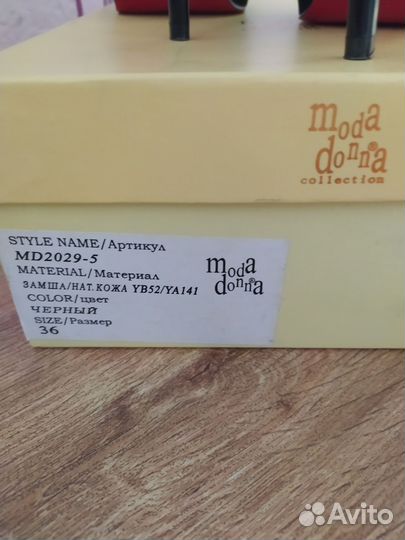 moda
donna®
collection
STYLE NAME/Артикул
MD2029-5
MATERIAL/Материал
ЗАМША/НАТ.КОЖА YB52/YA141
COLOR/цвет
ЧЕРНЫЙ
SIZE/Размер
36
moda
donna
Avito